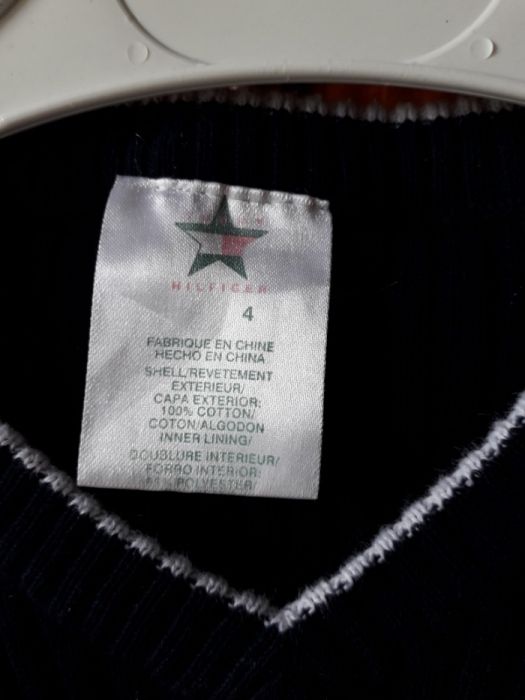 HILFIGER
4
FABRIQUE EN CHINE
HECHO EN CHINA
SHELL/REVETEMENT
EXTERIEUR/
CAPA EXTERIOR:
100% COTTON/
COTON/ALGODON
INNER LINING/
DOUBLURE INTERIEUR/
FORRO INTERIOR:
POLYESTER/